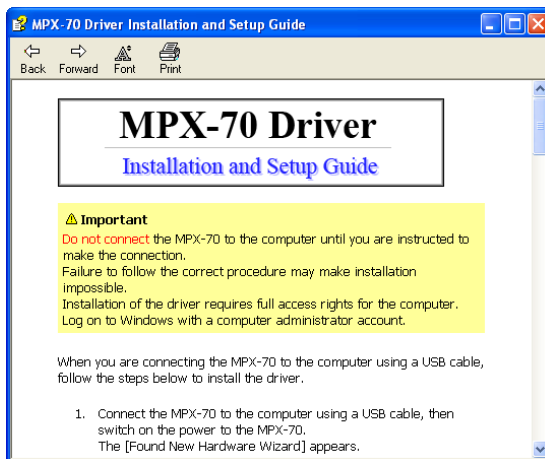 MPX-70 Driver Installation and Setup Guide
Back Forward Font Print
MPX-70 Driver
Installation and Setup Guide
Important
Do not connect the MPX-70 to the computer until you are instructed to
make the connection.
Failure to follow the correct procedure may make installation
impossible.
Installation of the driver requires full access rights for the computer.
Log on to Windows with a computer administrator account.
When you are connecting the MPX-70 to the computer using a USB cable,
follow the steps below to install the driver.
1. Connect the MPX-70 to the computer using a USB cable, then
switch on the power to the MPX-70.
The [Found New Hardware Wizard] appears.